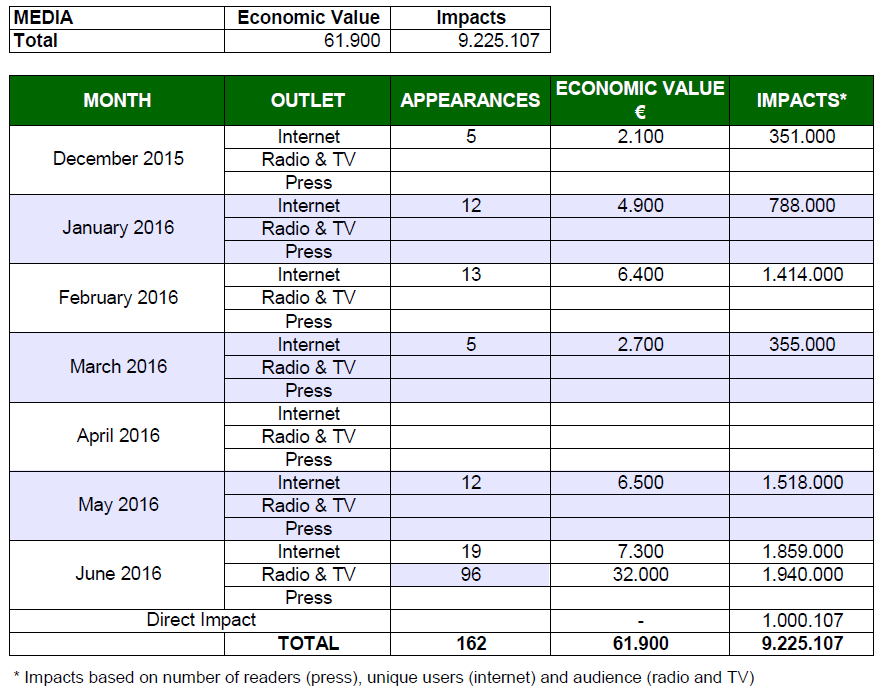 MEDIA Economic Value Impacts
Total 61.900 9.225.107
MONTH OUTLET APPEARANCES ECONOMIC VALUE € IMPACTS*
December 2015 Internet 5 2.100 351.000
Radio & TV
Press
January 2016 Internet 12 4.900 788.000
Radio & TV
Press
February 2016 Internet 13 6.400 1.414.000
Radio & TV
Press
March 2016 Internet 5 2.700 355.000
Radio & TV
Press
April 2016 Internet
Radio & TV
Press
May 2016 Internet 12 6.500 1.518.000
Radio & TV
Press
June 2016 Internet 19 7.300 1.859.000
Radio & TV 96 32.000 1.940.000
Press
Direct Impact - 1.000.107
TOTAL 162 61.900 9.225.107
* Impacts based on number of readers (press), unique users (internet) and audience (radio and TV)